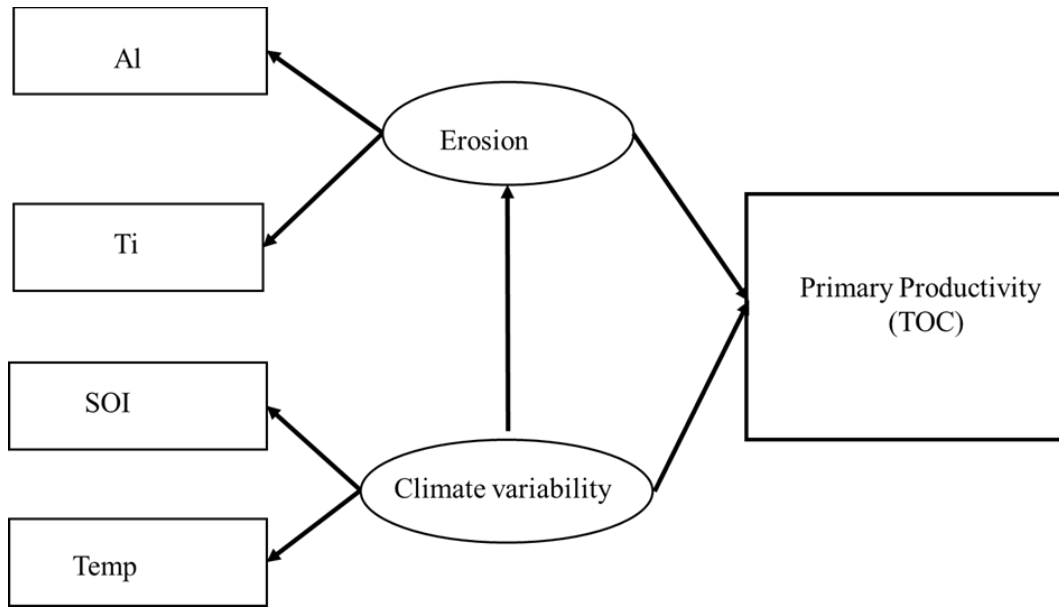 Al
Erosion
Ti
Primary Productivity
(TOC)
SOI
Climate variability
Temp